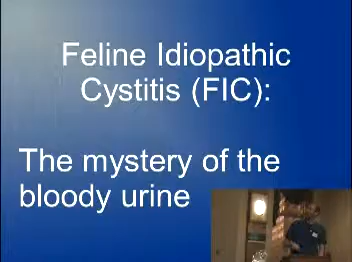 Feline Idiopathic
Cystitis (FIC):
The mystery of the
bloody urine